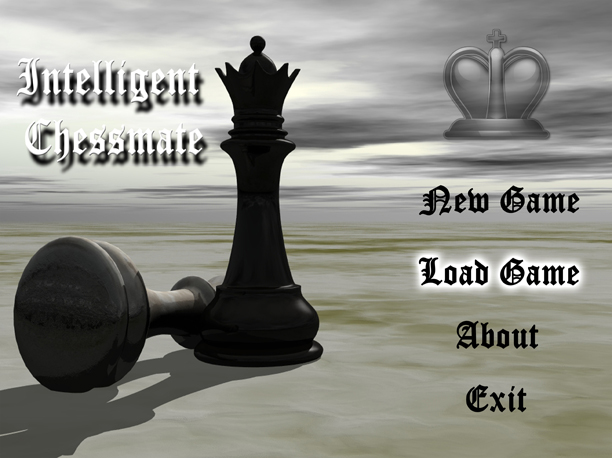 Intelligent
Chessmate
New Game
Load Game
About
Exit